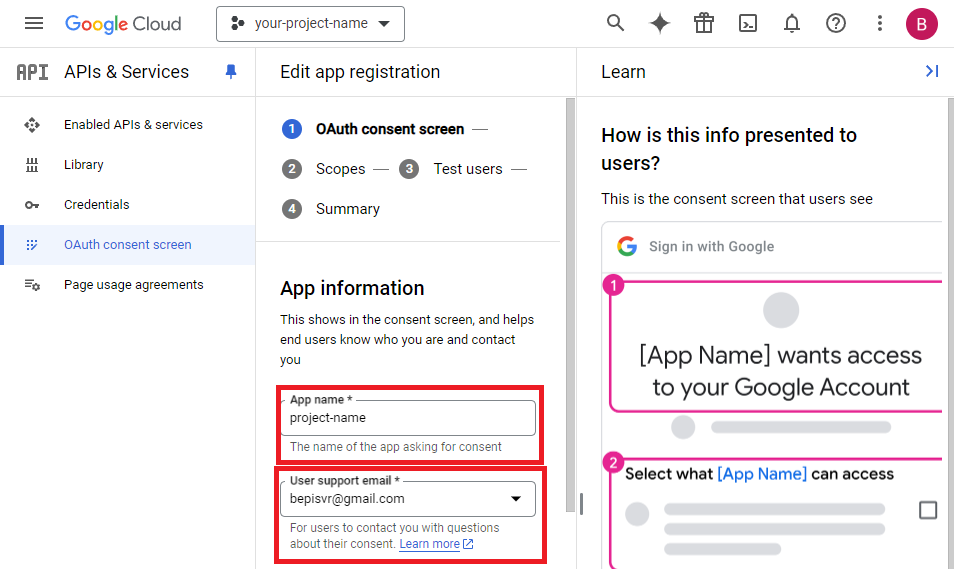 Google Cloud
your-project-name
B
API
APIs & Services
Enabled APIs & services
Library
Credentials
OAuth consent screen
Page usage agreements
Edit app registration
1 OAuth consent screen
2 Scopes
3 Test users
4 Summary
App information
This shows in the consent screen, and helps
end users know who you are and contact
you
App name *
project-name
The name of the app asking for consent
User support email *
bepisvr@gmail.com
For users to contact you with questions
about their consent. Learn more
Learn
How is this info presented to
users?
This is the consent screen that users see
Sign in with Google
1
[App Name] wants access
to your Google Account
2
Select what [App Name] can access